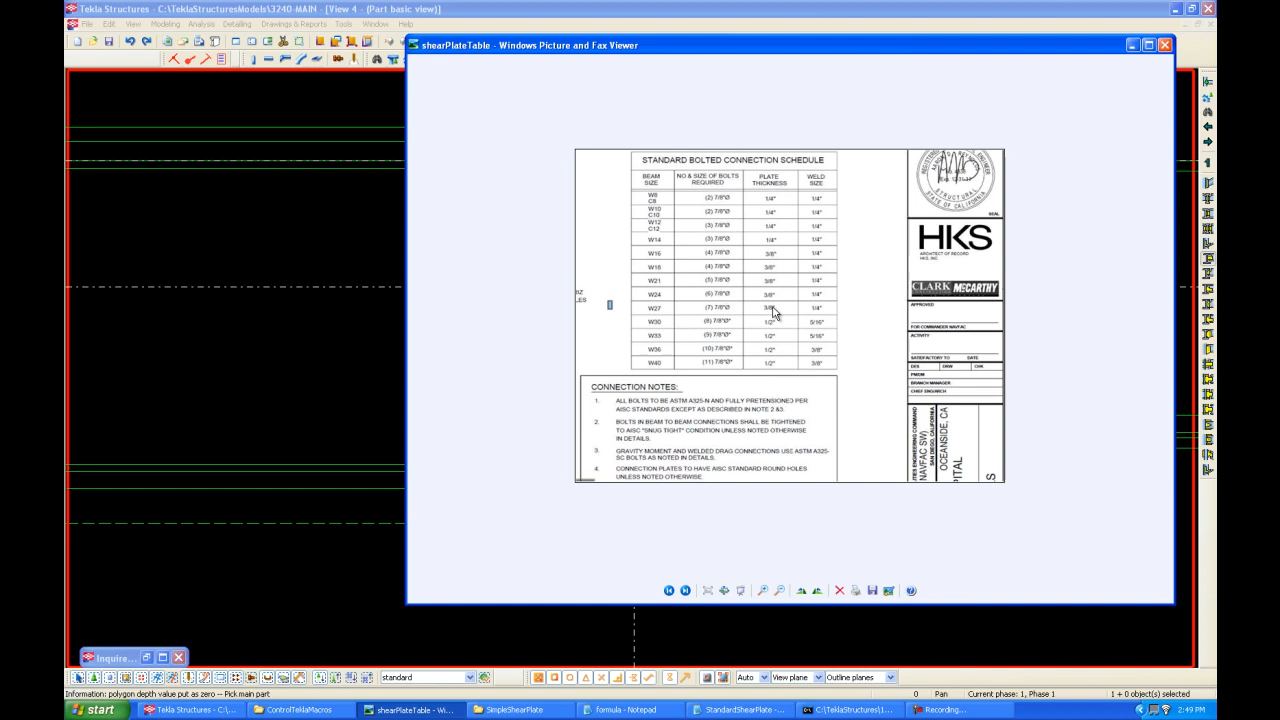 Tekla Structures - C:\TeklaStructuresModels\3240-MAIN - [View 4 - (Part basic view)]
File Edit View Modeling Analysis Detailing Drawings & Reports Tools Window Help
shearPlateTable - Windows Picture and Fax Viewer
STANDARD BOLTED CONNECTION SCHEDULE
BEAM SIZE NO & SIZE OF BOLTS REQUIRED PLATE THICKNESS WELD SIZE
W8 C8 (2) 7/8"Ø 1/4" 1/4"
W10 C10 (2) 7/8"Ø 1/4" 1/4"
W12 C12 (3) 7/8"Ø 1/4" 1/4"
W14 (3) 7/8"Ø 1/4" 1/4"
W16 (4) 7/8"Ø 3/8" 1/4"
W18 (4) 7/8"Ø 3/8" 1/4"
W21 (5) 7/8"Ø 3/8" 1/4"
W24 (6) 7/8"Ø 3/8" 1/4"
W27 (7) 7/8"Ø 3/8" 1/4"
W30 (8) 7/8"Ø* 1/2" 5/16"
W33 (9) 7/8"Ø* 1/2" 5/16"
W36 (10) 7/8"Ø* 1/2" 3/8"
W40 (11) 7/8"Ø* 1/2" 3/8"
CONNECTION NOTES:
1. ALL BOLTS TO BE ASTM A325-N AND FULLY PRETENSIONED PER
AISC STANDARDS EXCEPT AS DESCRIBED IN NOTE 2 &3.
2. BOLTS IN BEAM TO BEAM CONNECTIONS SHALL BE TIGHTENED
TO AISC "SNUG TIGHT" CONDITION UNLESS NOTED OTHERWISE
IN DETAILS.
3. GRAVITY MOMENT AND WELDED DRAG CONNECTIONS USE ASTM A325-
SC BOLTS AS NOTED IN DETAILS.
4. CONNECTION PLATES TO HAVE AISC STANDARD ROUND HOLES
UNLESS NOTED OTHERWISE.
STRUCTURAL
STATE OF CALIFORNIA
SEAL
HKS
ARCHITECT OF RECORD
HKS, INC.
CLARK McCARTHY
APPROVED
FOR COMMANDER NAVFAC
ACTIVITY
SATISFACTORY TO DATE
DES DRW CHK
PM/DM
BRANCH MANAGER
CHIEF ENG/ARCH
TIES ENGINEERING COMMAND
SAN DIEGO, CALIFORNIA
NAVFAC SW)
OCEANSIDE, CA
PITAL
S
Inquire...
standard
Auto
View plane
Outline planes
Information: polygon depth value put as zero -- Pick main part
0 Pan Current phase: 1, Phase 1 1 + 0 object(s) selected
start
Tekla Structures - C:\...
ControlTeklaMacros
shearPlateTable - Wi...
SimpleShearPlate
formula - Notepad
StandardShearPlate -...
C:\TeklaStructures\1...
Recording...
2:49 PM